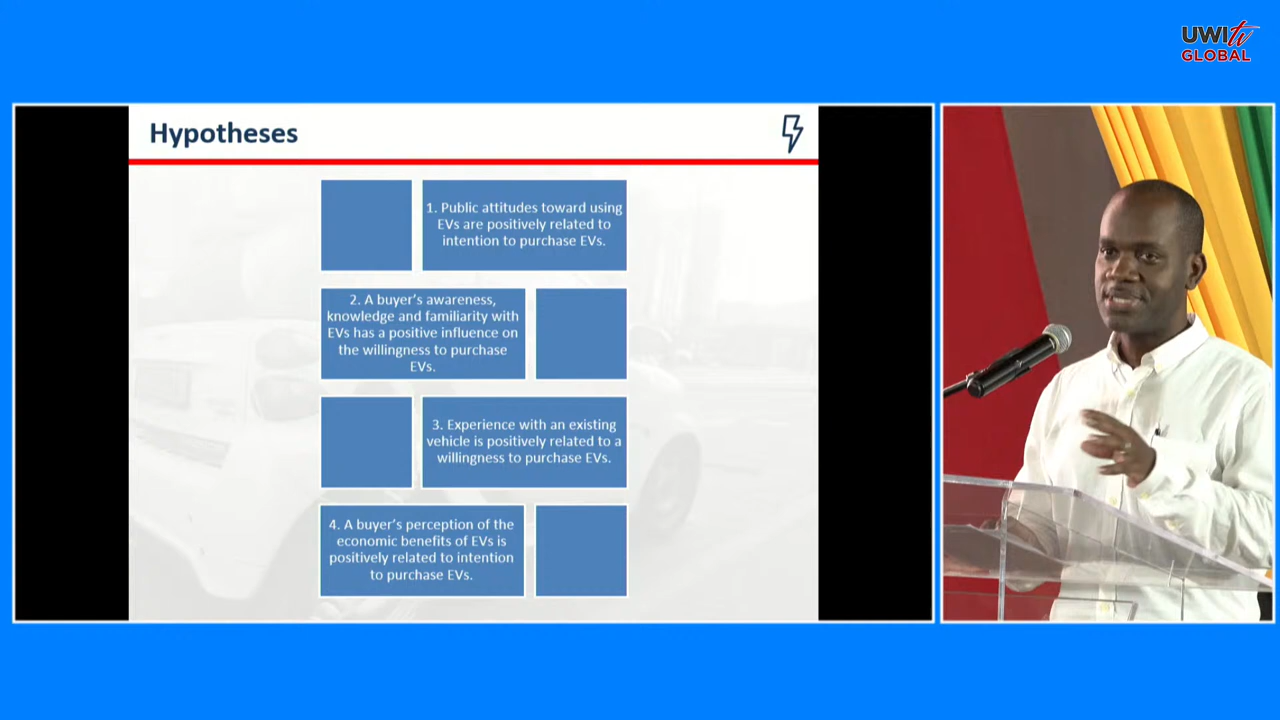 UWItv
GLOBAL
Hypotheses
1. Public attitudes toward using
EVs are positively related to
intention to purchase EVs.
2. A buyer's awareness,
knowledge and familiarity with
EVs has a positive influence on
the willingness to purchase
EVs.
3. Experience with an existing
vehicle is positively related to a
willingness to purchase EVs.
4. A buyer's perception of the
economic benefits of EVs is
positively related to intention
to purchase EVs.